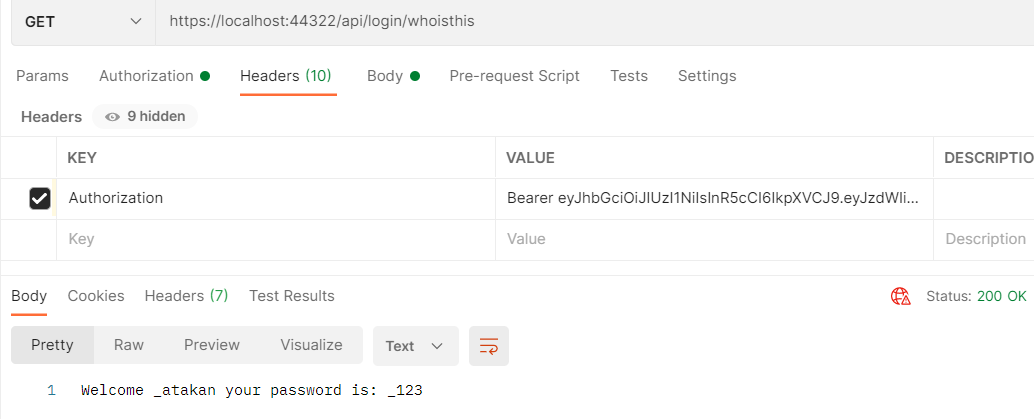 GET https://localhost:44322/api/login/whoisthis
Params Authorization Headers (10) Body Pre-request Script Tests Settings
Headers 9 hidden
KEY VALUE DESCRIPTIO
Authorization Bearer eyJhbGciOiJIUzI1NiIsInR5cCI6IkpXVCJ9.eyJzdWIi...
Key Value Description
Body Cookies Headers (7) Test Results Status: 200 OK
Pretty Raw Preview Visualize Text
1 Welcome _atakan your password is: _123